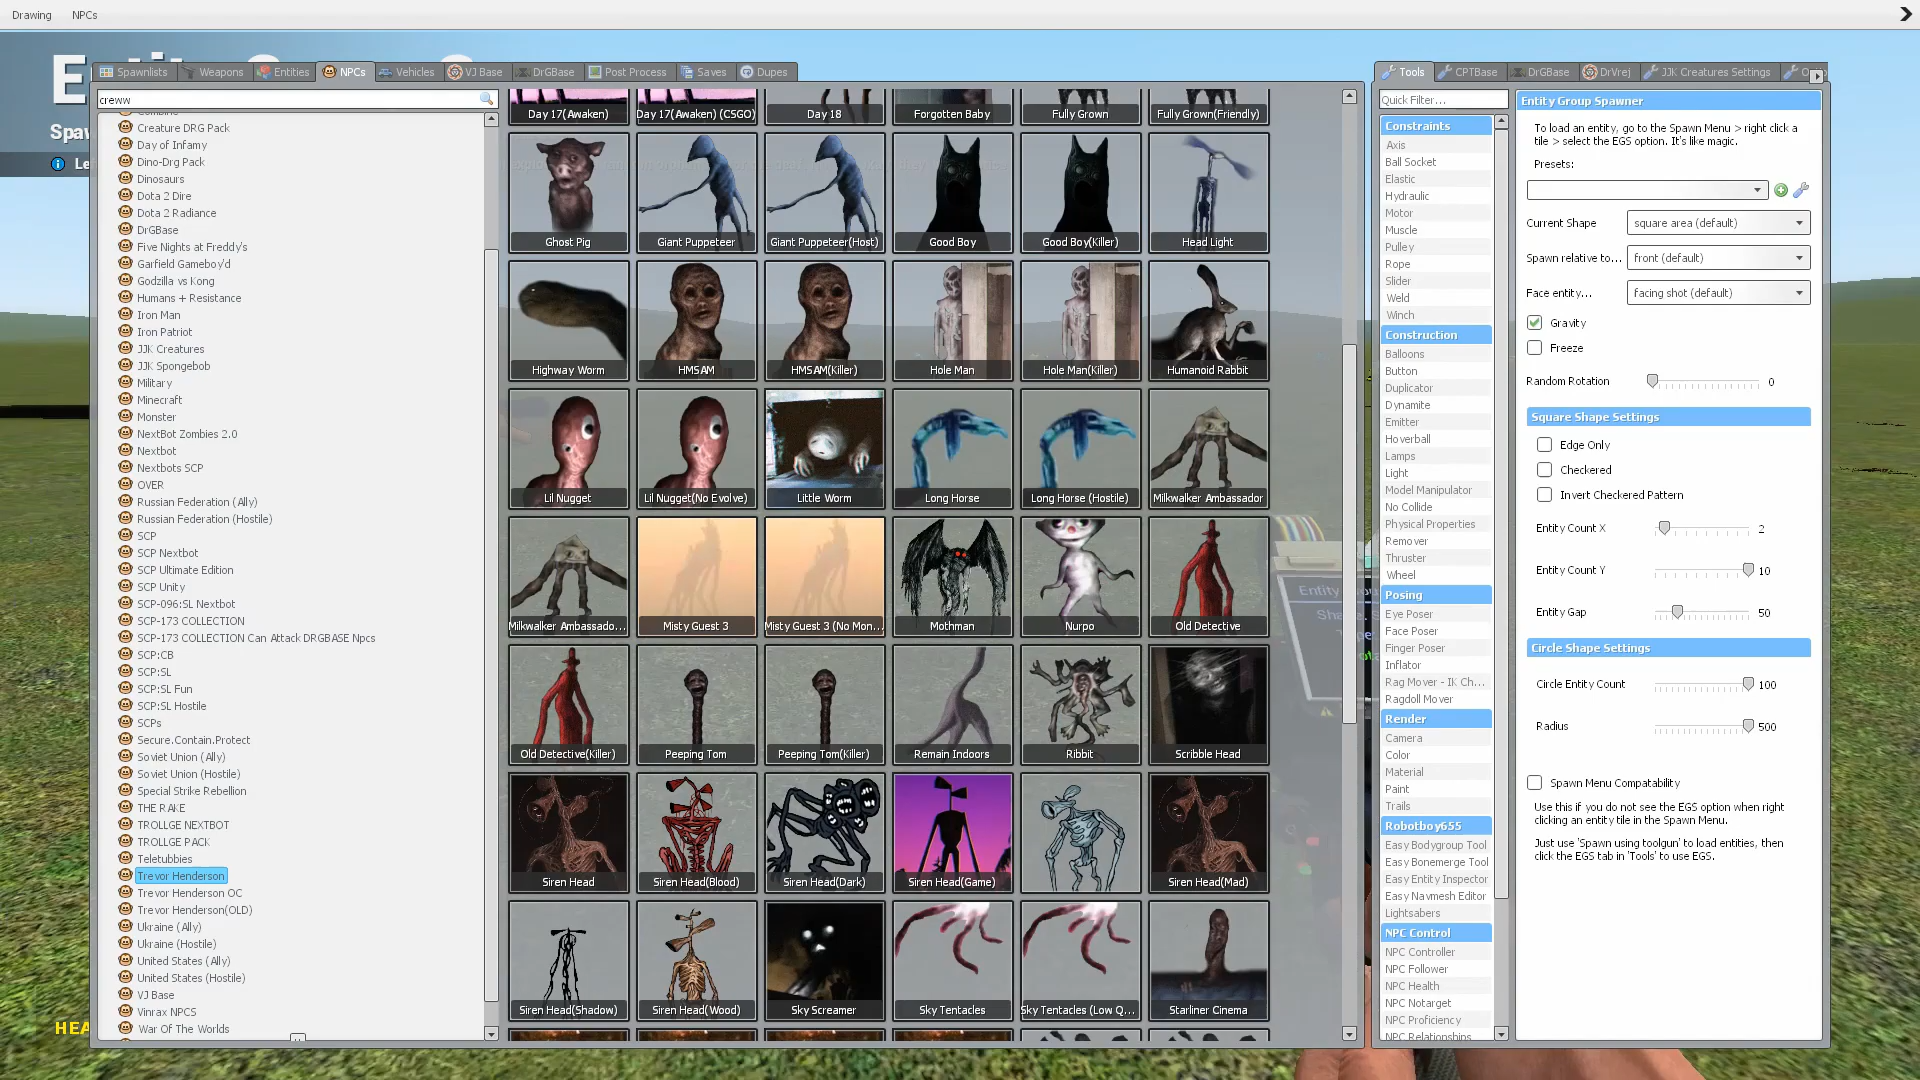 Drawing NPCs
Spawnlists Weapons Entities NPCs Vehicles VJ Base DrGBase Post Process Saves Dupes
creww
Creature DRG Pack
Day of Infamy
Dino-Drg Pack
Dinosaurs
Dota 2 Dire
Dota 2 Radiance
DrGBase
Five Nights at Freddy's
Garfield Gameboy'd
Godzilla vs Kong
Humans + Resistance
Iron Man
Iron Patriot
JJK Creatures
JJK Spongebob
Military
Minecraft
Monster
NextBot Zombies 2.0
Nextbot
Nextbots SCP
OVER
Russian Federation (Ally)
Russian Federation (Hostile)
SCP
SCP Nextbot
SCP Ultimate Edition
SCP Unity
SCP-096:SL Nextbot
SCP-173 COLLECTION
SCP-173 COLLECTION Can Attack DRGBASE Npcs
SCP:CB
SCP:SL
SCP:SL Fun
SCP:SL Hostile
SCPs
Secure.Contain.Protect
Soviet Union (Ally)
Soviet Union (Hostile)
Special Strike Rebellion
THE RAKE
TROLLGE NEXTBOT
TROLLGE PACK
Teletubbies
Trevor Henderson
Trevor Henderson OC
Trevor Henderson(OLD)
Ukraine (Ally)
Ukraine (Hostile)
United States (Ally)
United States (Hostile)
VJ Base
Vinrax NPCS
War Of The Worlds
Day 17(Awaken) Day 17(Awaken) (CSGO) Day 18 Forgotten Baby Fully Grown Fully Grown(Friendly)
Ghost Pig Giant Puppeteer Giant Puppeteer(Host) Good Boy Good Boy(Killer) Head Light
Highway Worm HMSAM HMSAM(Killer) Hole Man Hole Man(Killer) Humanoid Rabbit
Lil Nugget Lil Nugget(No Evolve) Little Worm Long Horse Long Horse (Hostile) Milkwalker Ambassador
Milkwalker Ambassado... Misty Guest 3 Misty Guest 3 (No Mon... Mothman Nurpo Old Detective
Old Detective(Killer) Peeping Tom Peeping Tom(Killer) Remain Indoors Ribbit Scribble Head
Siren Head Siren Head(Blood) Siren Head(Dark) Siren Head(Game) Siren Head(Mad)
Siren Head(Shadow) Siren Head(Wood) Sky Screamer Sky Tentacles Sky Tentacles (Low Q... Starliner Cinema
Tools CPTBase DrGBase DrVrej JJK Creatures Settings
Quick Filter...
Constraints
Axis
Ball Socket
Elastic
Hydraulic
Motor
Muscle
Pulley
Rope
Slider
Weld
Winch
Construction
Balloons
Button
Duplicator
Dynamite
Emitter
Hoverball
Lamps
Light
Model Manipulator
No Collide
Physical Properties
Remover
Thruster
Wheel
Posing
Eye Poser
Face Poser
Finger Poser
Inflator
Rag Mover - IK Ch...
Ragdoll Mover
Render
Camera
Color
Material
Paint
Trails
Robotboy655
Easy Bodygroup Tool
Easy Bonemerge Tool
Easy Entity Inspector
Easy Navmesh Editor
Lightsabers
NPC Control
NPC Controller
NPC Follower
NPC Health
NPC Notarget
NPC Proficiency
NPC Relationships
Entity Group Spawner
To load an entity, go to the Spawn Menu > right click a
tile > select the EGS option. It's like magic.
Presets:
Current Shape square area (default)
Spawn relative to... front (default)
Face entity... facing shot (default)
Gravity
Freeze
Random Rotation 0
Square Shape Settings
Edge Only
Checkered
Invert Checkered Pattern
Entity Count X 2
Entity Count Y 10
Entity Gap 50
Circle Shape Settings
Circle Entity Count 100
Radius 500
Spawn Menu Compatability
Use this if you do not see the EGS option when right
clicking an entity tile in the Spawn Menu.
Just use 'Spawn using toolgun' to load entities, then
click the EGS tab in 'Tools' to use EGS.